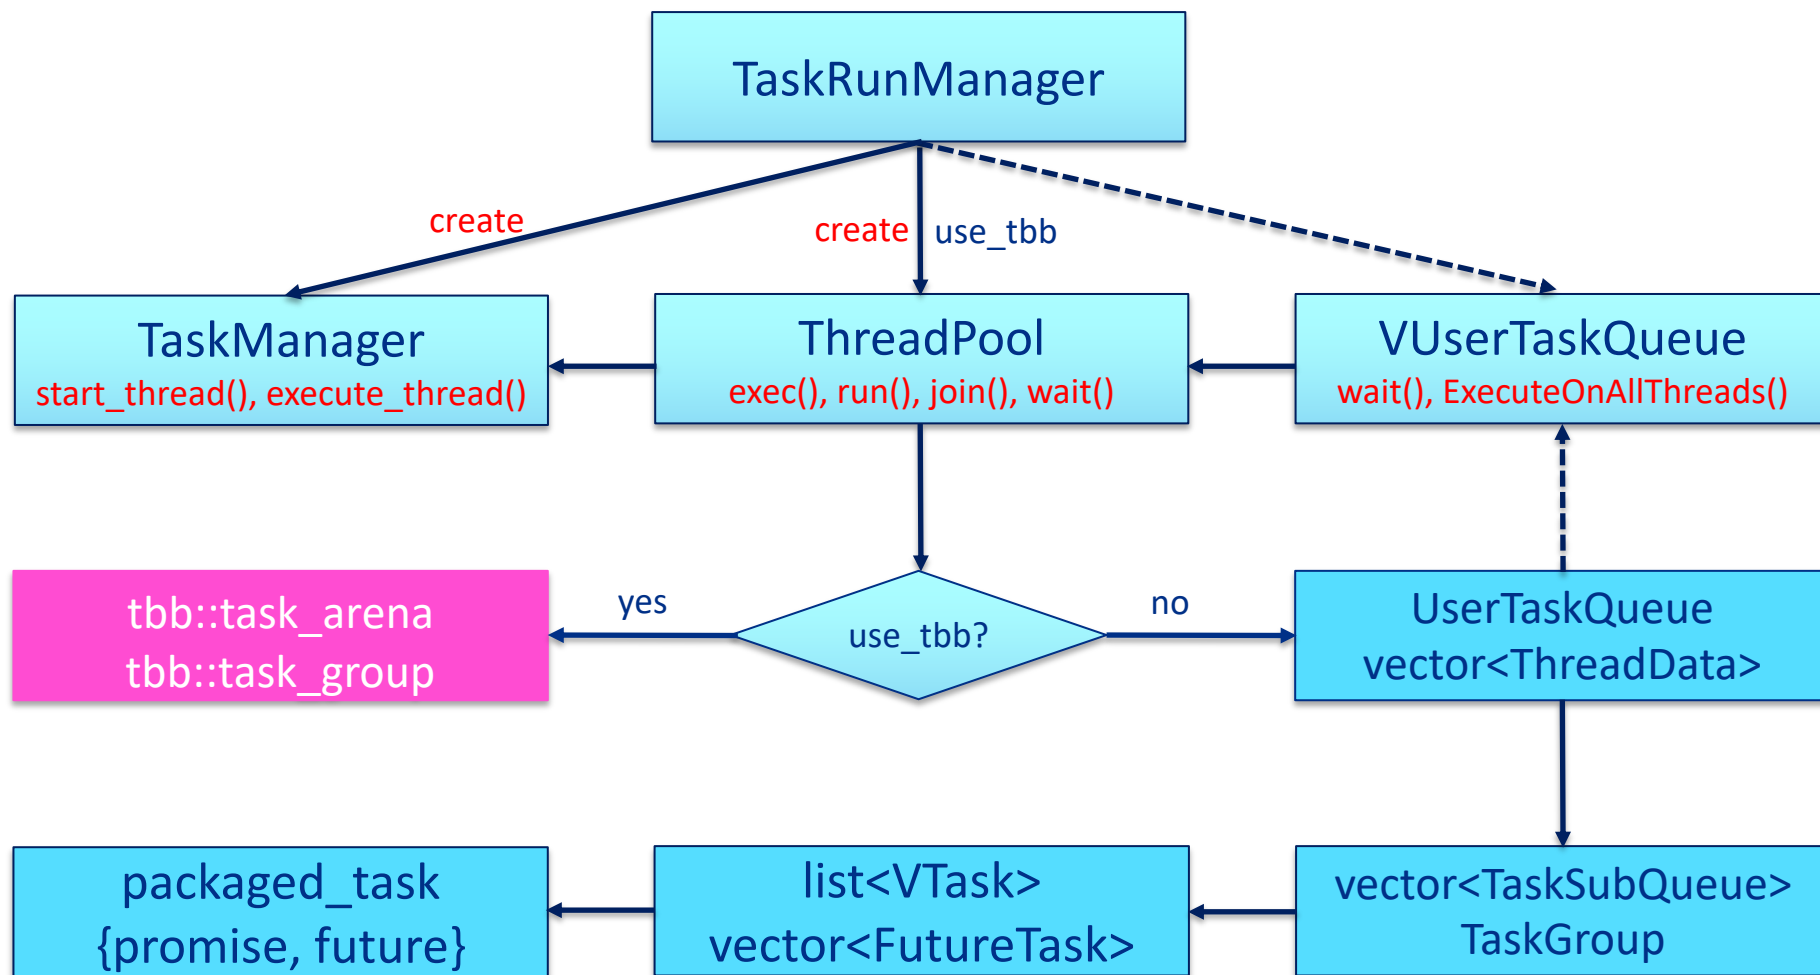 TaskRunManager
create
create use_tbb
TaskManager
start_thread(), execute_thread()
ThreadPool
exec(), run(), join(), wait()
VUserTaskQueue
wait(), ExecuteOnAllThreads()
tbb::task_arena
tbb::task_group
yes
use_tbb?
no
UserTaskQueue
vector<ThreadData>
packaged_task
{promise, future}
list<VTask>
vector<FutureTask>
vector<TaskSubQueue>
TaskGroup